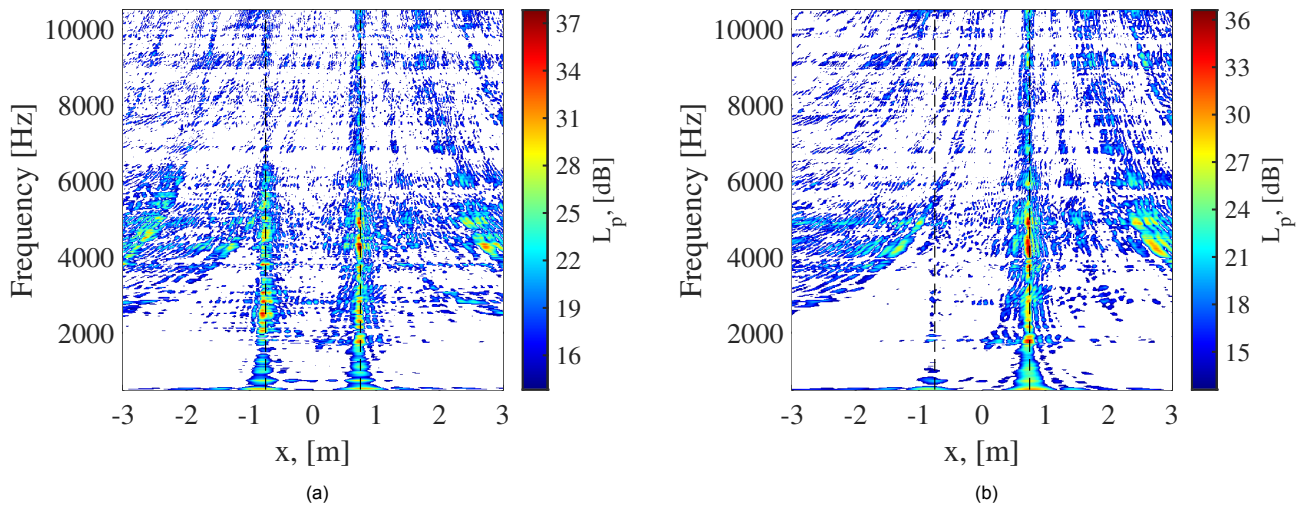 10000
8000
6000
4000
2000
Frequency [Hz]
-3 -2 -1 0 1 2 3
x, [m]
37
34
31
28
25
22
19
16
L_p, [dB]
(a)
10000
8000
6000
4000
2000
Frequency [Hz]
-3 -2 -1 0 1 2 3
x, [m]
36
33
30
27
24
21
18
15
L_p, [dB]
(b)